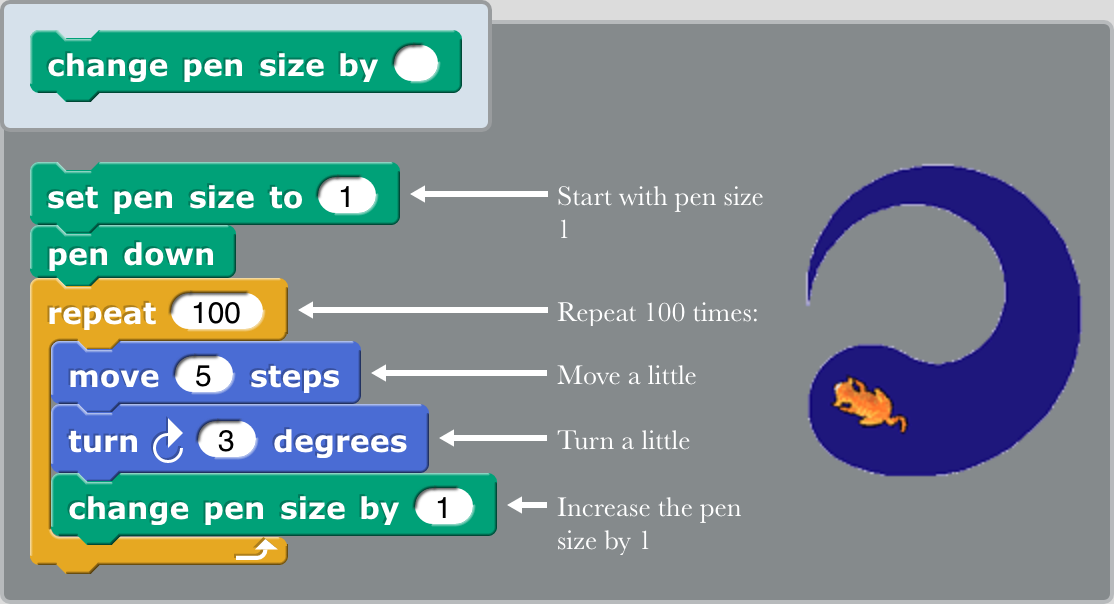 change pen size by
set pen size to 1
Start with pen size
1
pen down
repeat 100
Repeat 100 times:
move 5 steps
Move a little
turn 3 degrees
Turn a little
change pen size by 1
Increase the pen
size by 1